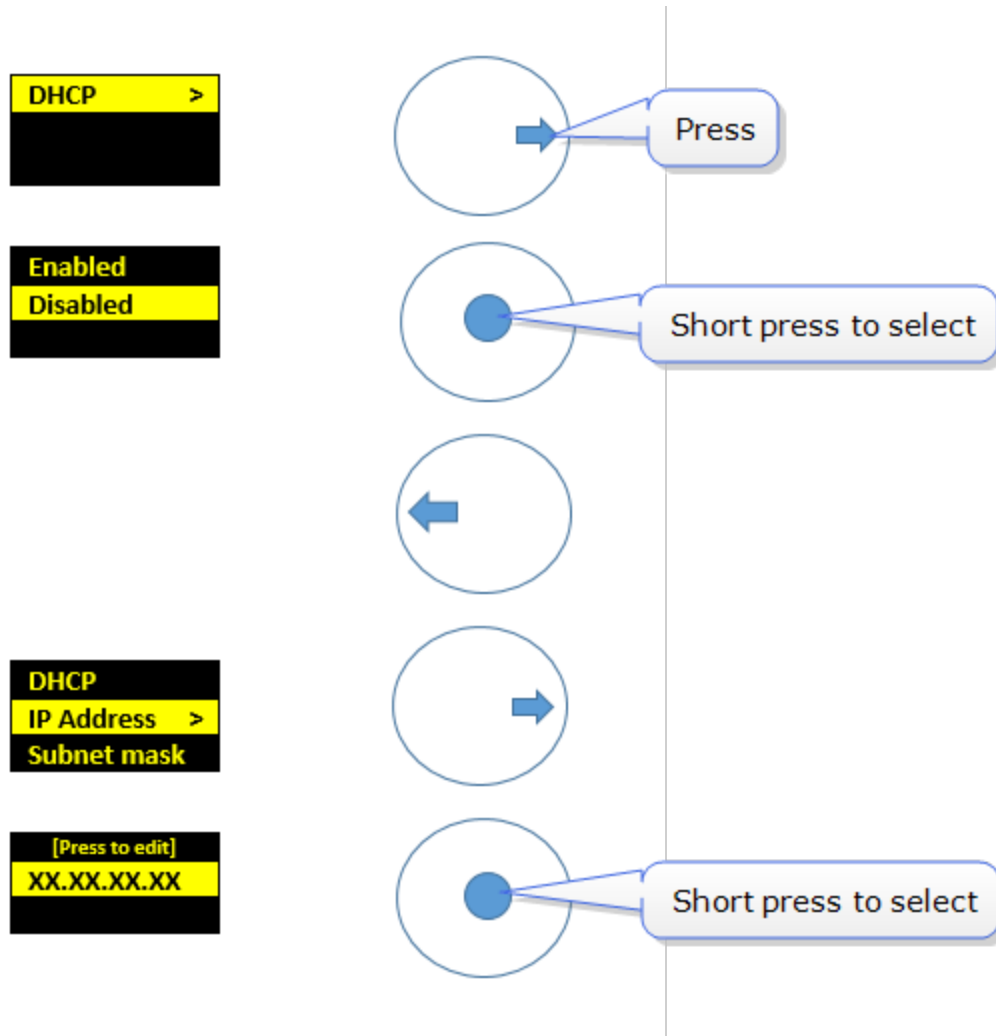 DHCP >
Press
Enabled
Disabled
Short press to select
DHCP
IP Address >
Subnet mask
[Press to edit]
XX.XX.XX.XX
Short press to select